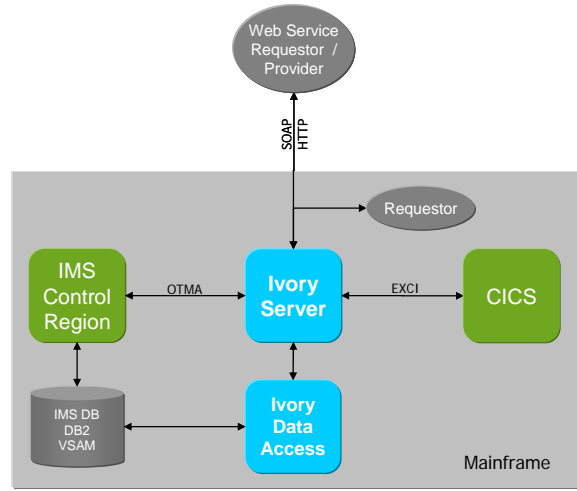 Web Service
Requestor /
Provider
SOAP
HTTP
Requestor
IMS
Control
Region
OTMA
Ivory
Server
EXCI
CICS
IMS DB
DB2
VSAM
Ivory
Data
Access
Mainframe